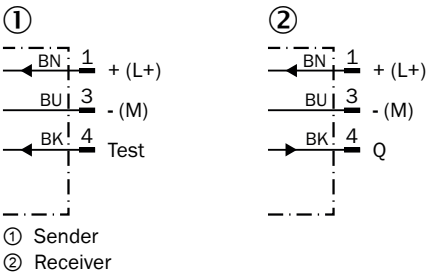 ① ②
BN 1 + (L+) BN 1 + (L+)
BU 3 - (M) BU 3 - (M)
BK 4 Test BK 4 Q
① Sender
② Receiver